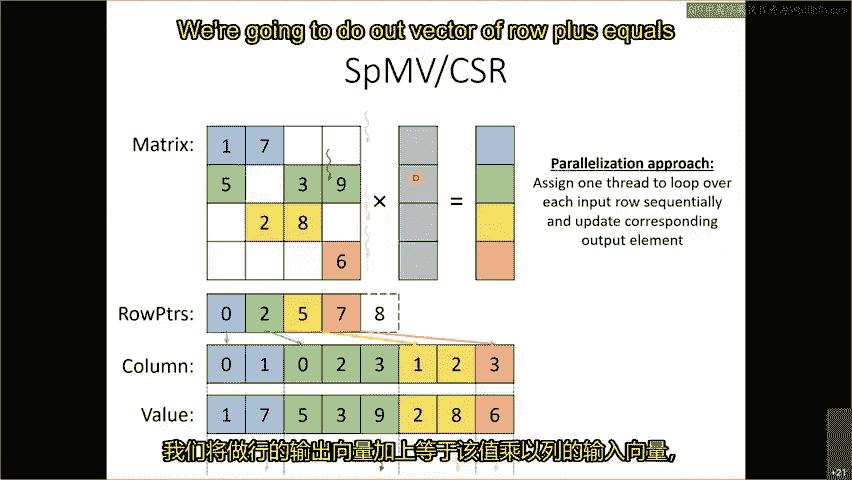 We're going to do out vector of row plus equals
SpMV/CSR
Matrix:
1 7
5 3 9
2 8
6
× =
Parallelization approach:
Assign one thread to loop over
each input row sequentially
and update corresponding
output element
RowPtrs: 0 2 5 7 8
Column: 0 1 0 2 3 1 2 3
Value: 1 7 5 3 9 2 8 6
我们将做行的输出向量加上等于该值乘以列的输入向量，
+21